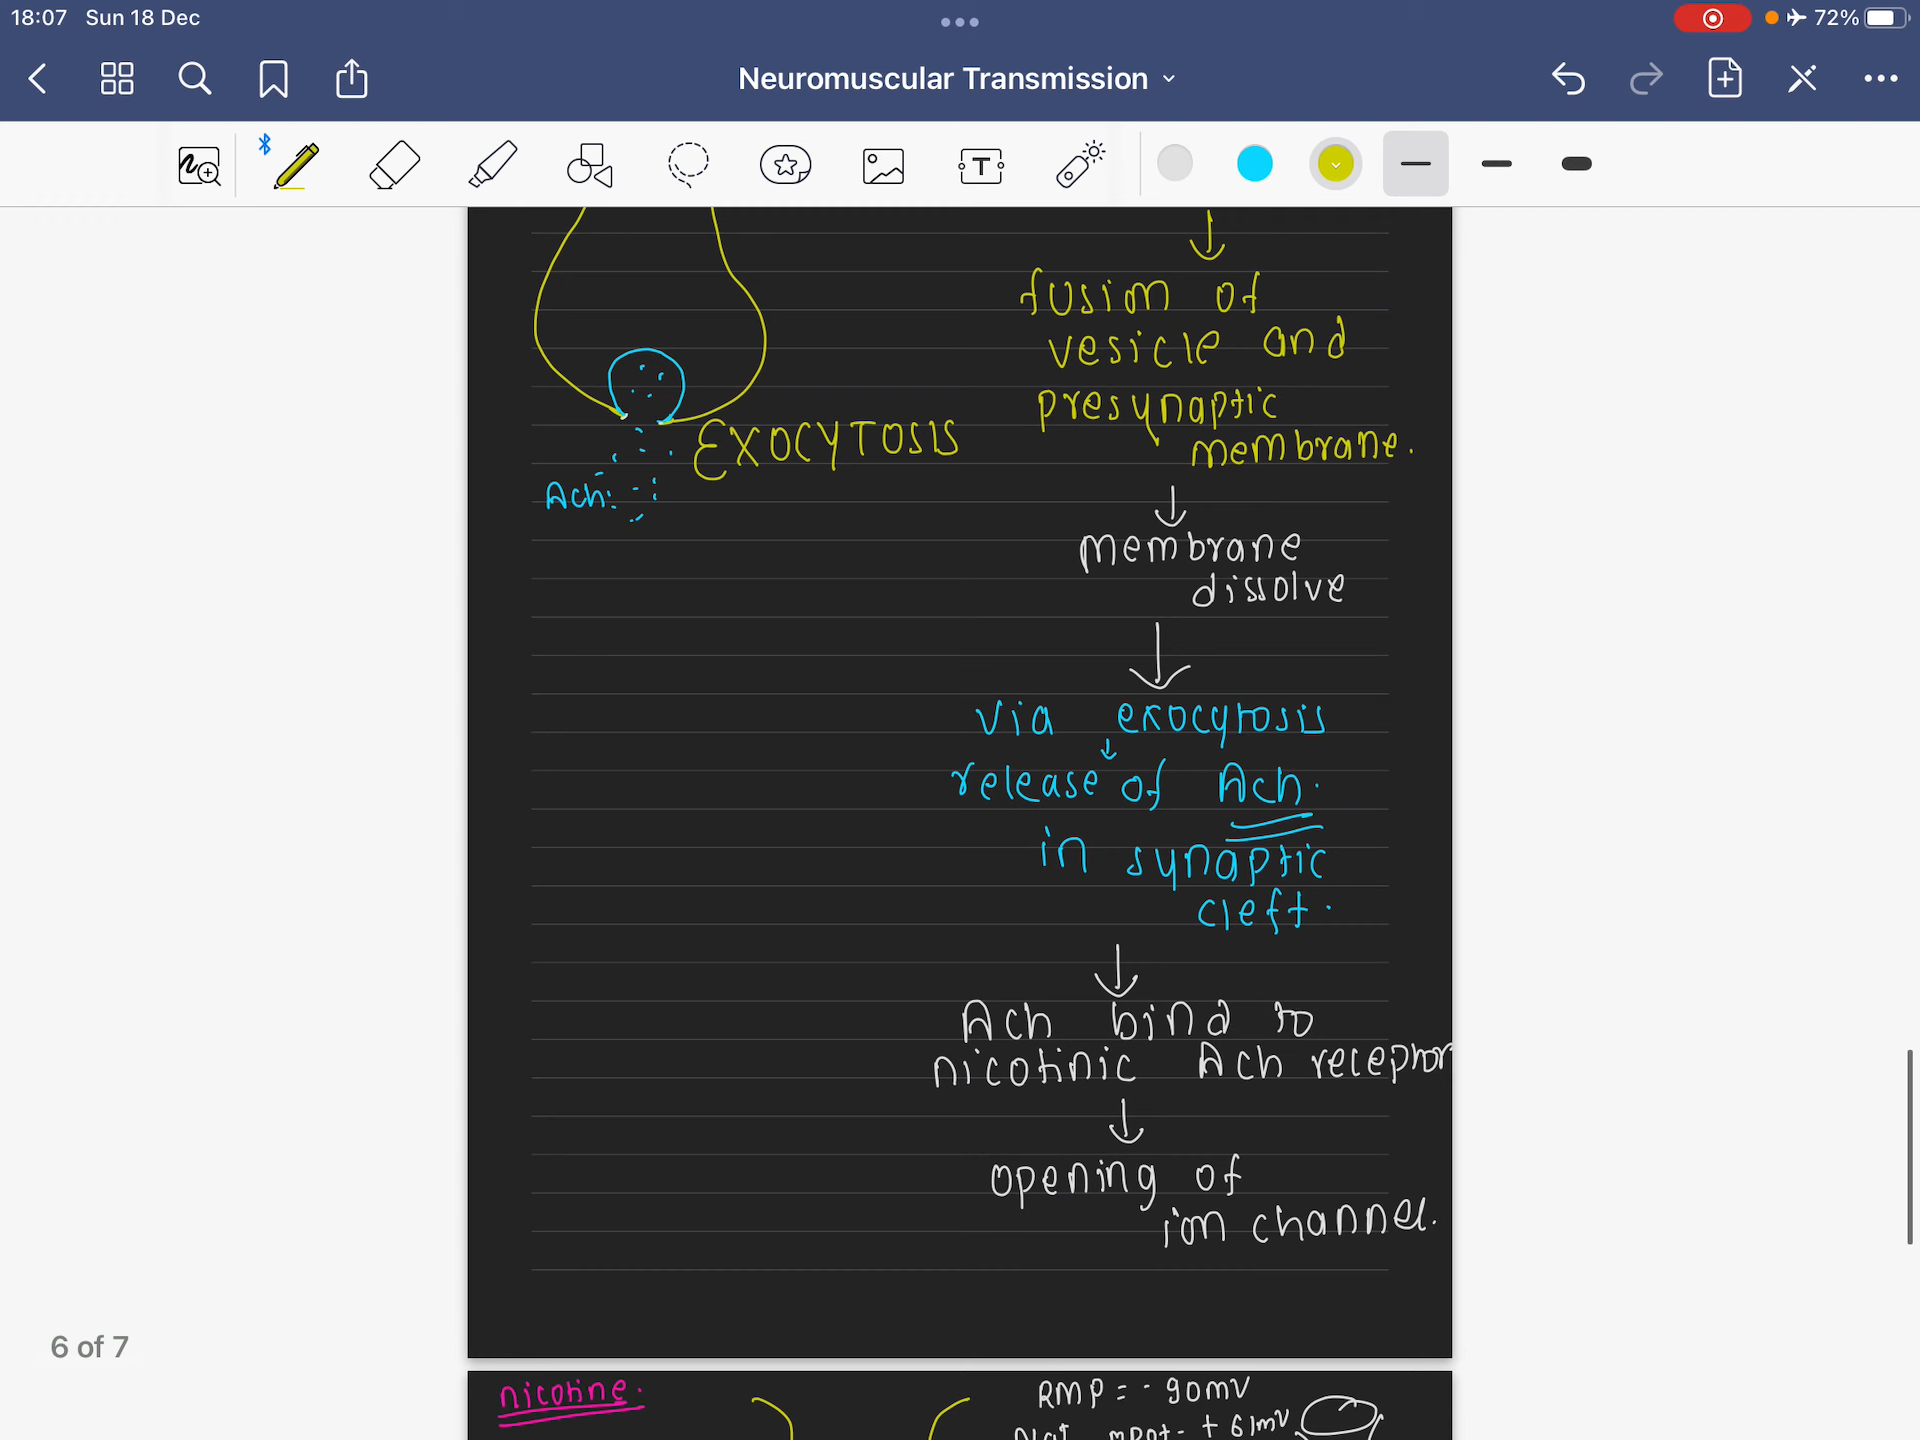 18:07 Sun 18 Dec
72%
Neuromuscular Transmission
T
fusion of
vesicle and
presynaptic
membrane.
EXOCYTOSIS
Ach:
membrane
dissolve
via exocytosis
release of Ach.
in synaptic
cleft.
Ach bind to
nicotinic Ach receptor
opening of
ion channel.
6 of 7
nicotine.
RMP = - 90mV
+ 61mV